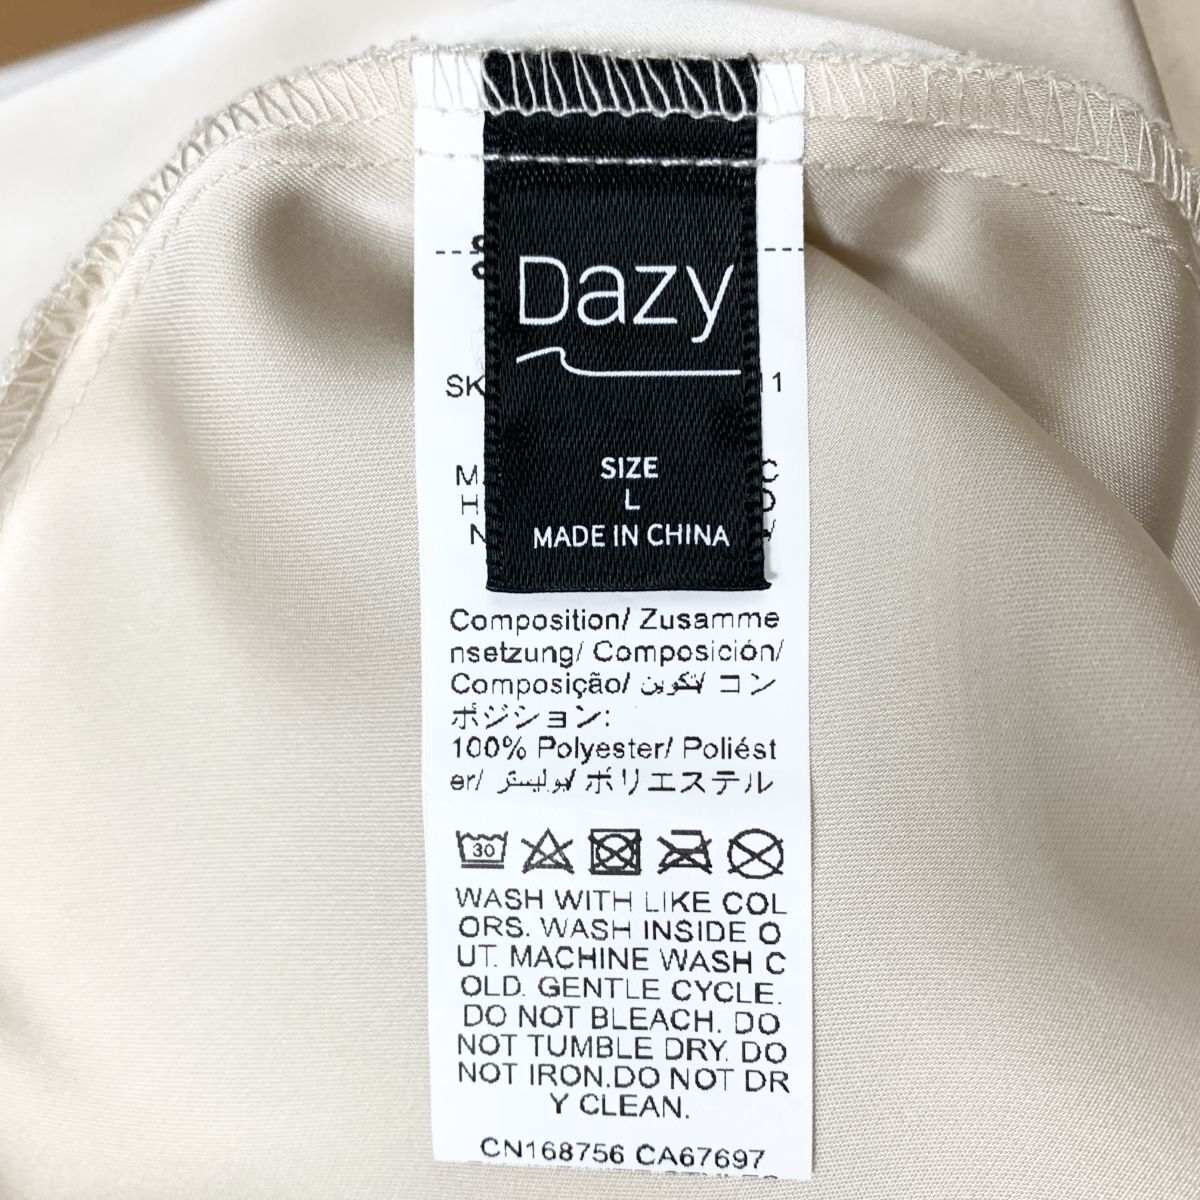 Dazy
SIZE
L
MADE IN CHINA
Composition/ Zusamme
nsetzung/ Composición/
Composição/ تكوين/ コン
ポジション:
100% Polyester/ Poliést
er/ بوليستر/ ポリエステル
30
WASH WITH LIKE COL
ORS. WASH INSIDE O
UT. MACHINE WASH C
OLD. GENTLE CYCLE.
DO NOT BLEACH. DO
NOT TUMBLE DRY. DO
NOT IRON.DO NOT DR
Y CLEAN.
CN168756 CA67697